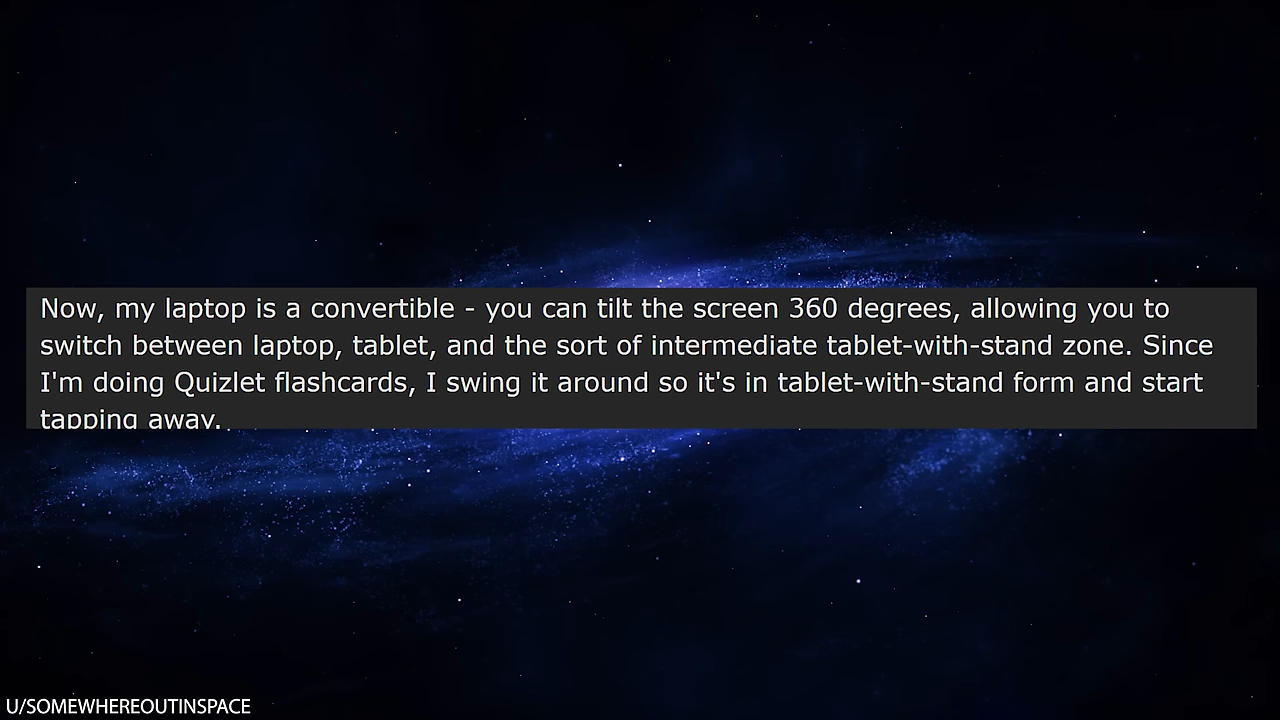 Now, my laptop is a convertible - you can tilt the screen 360 degrees, allowing you to
switch between laptop, tablet, and the sort of intermediate tablet-with-stand zone. Since
I'm doing Quizlet flashcards, I swing it around so it's in tablet-with-stand form and start
tapping away.
U/SOMEWHEREOUTINSPACE